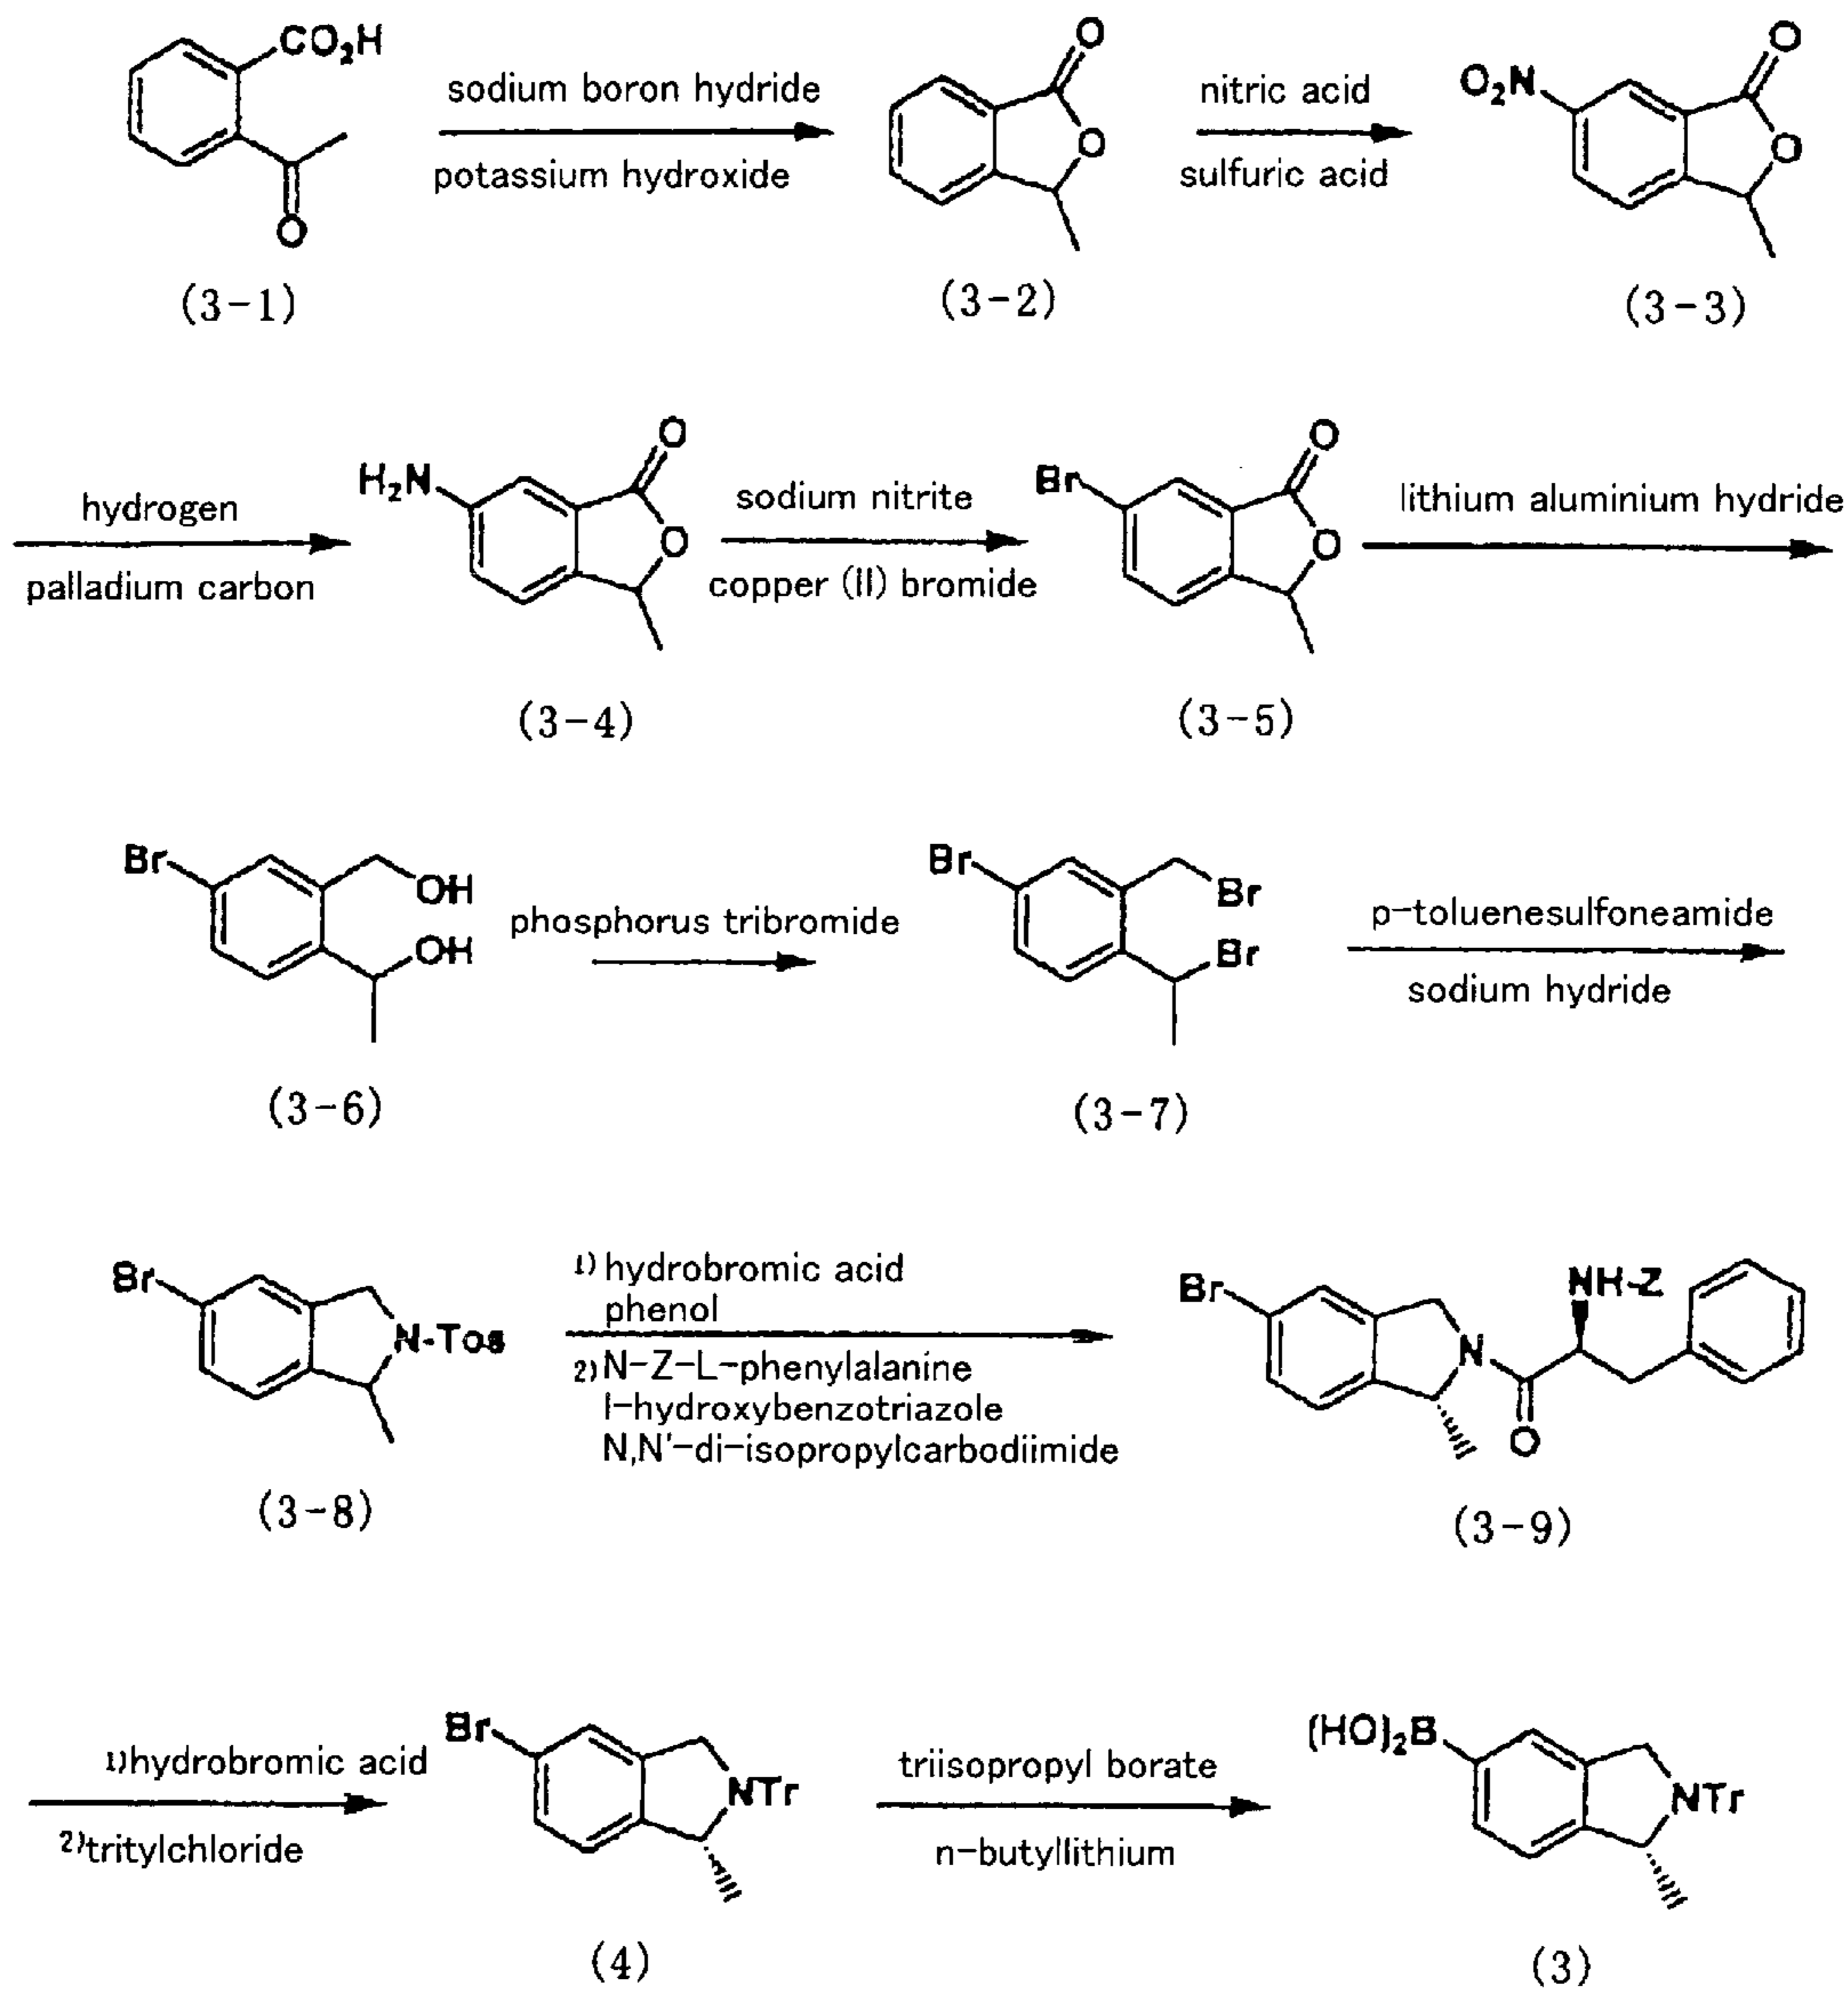 CO2H
O
sodium boron hydride
potassium hydroxide
O
O
nitric acid
sulfuric acid
O2N
O
O
(3-1)
(3-2)
(3-3)
hydrogen
palladium carbon
H2N
O
O
sodium nitrite
copper (II) bromide
Br
O
O
lithium aluminium hydride
(3-4)
(3-5)
Br
OH
OH
phosphorus tribromide
Br
Br
Br
p-toluenesulfoneamide
sodium hydride
(3-6)
(3-7)
Br
N-Tos
1) hydrobromic acid
phenol
2) N-Z-L-phenylalanine
l-hydroxybenzotriazole
N,N'-di-isopropylcarbodiimide
Br
NH-Z
N
O
(3-8)
(3-9)
1) hydrobromic acid
2) tritylchloride
Br
NTr
triisopropyl borate
n-butyllithium
(HO)2B
NTr
(4)
(3)